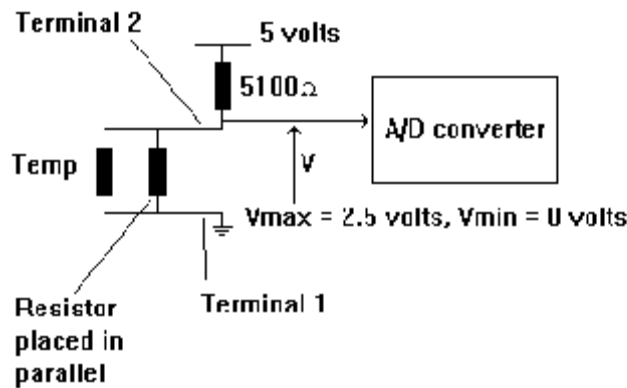 Terminal 2
5 volts
5100Ω
A/D converter
Temp
V
Vmax = 2.5 volts, Vmin = 0 volts
Resistor
placed in
parallel
Terminal 1